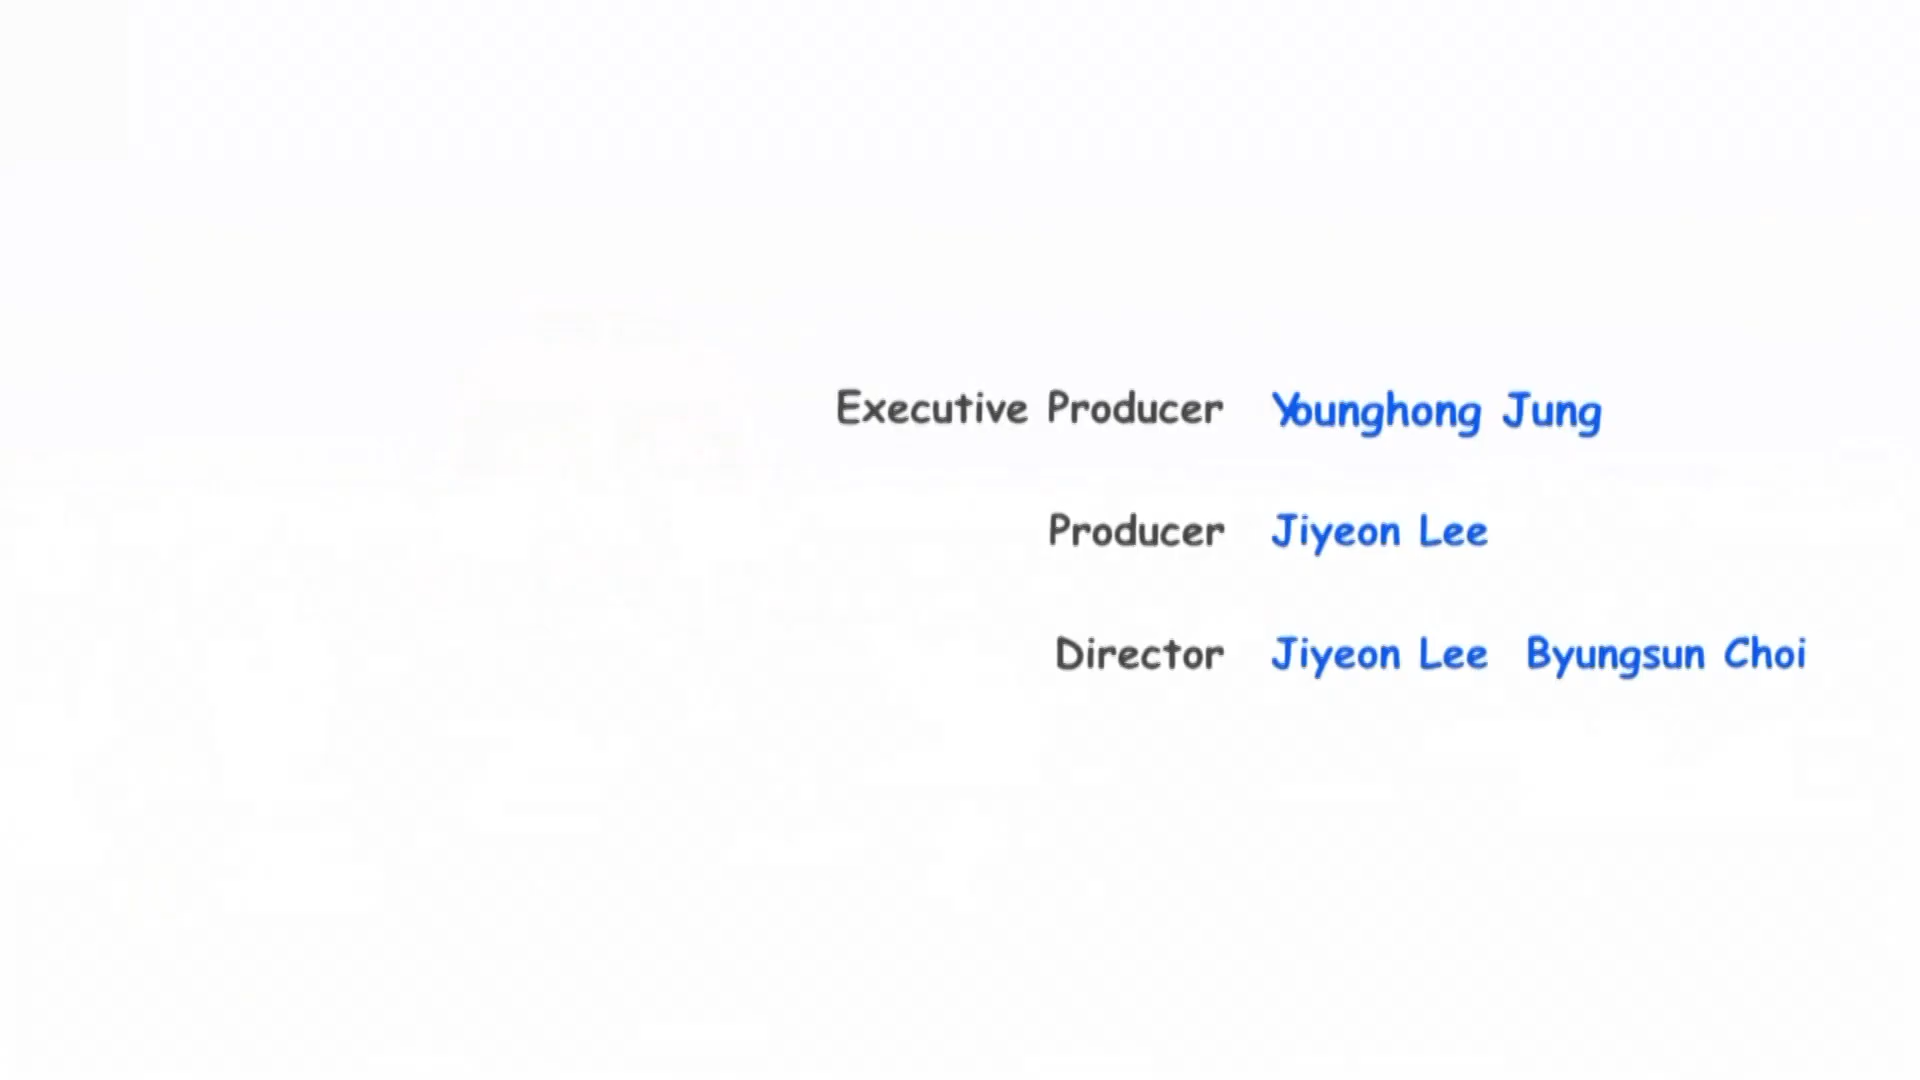 Executive Producer Younghong Jung
Producer Jiyeon Lee
Director Jiyeon Lee Byungsun Choi